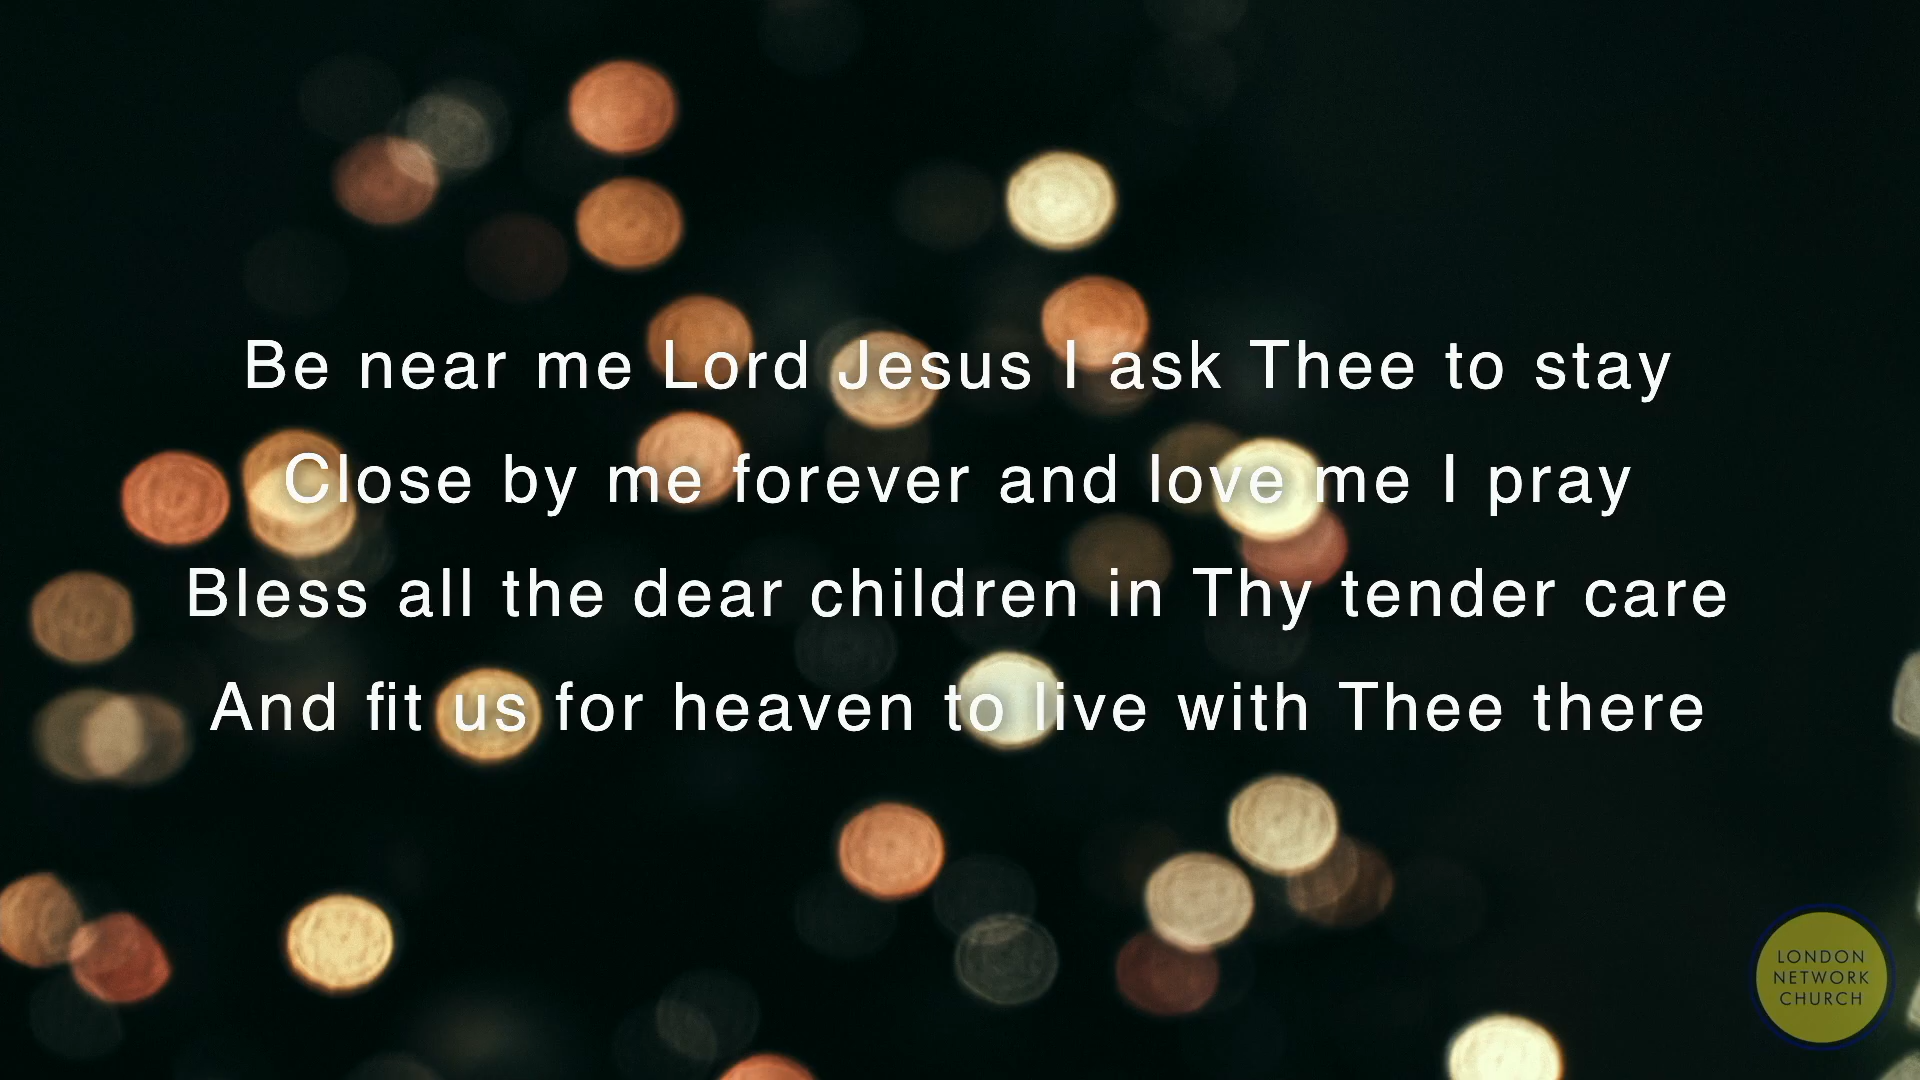 Be near me Lord Jesus I ask Thee to stay
Close by me forever and love me I pray
Bless all the dear children in Thy tender care
And fit us for heaven to live with Thee there
LONDON
NETWORK
CHURCH